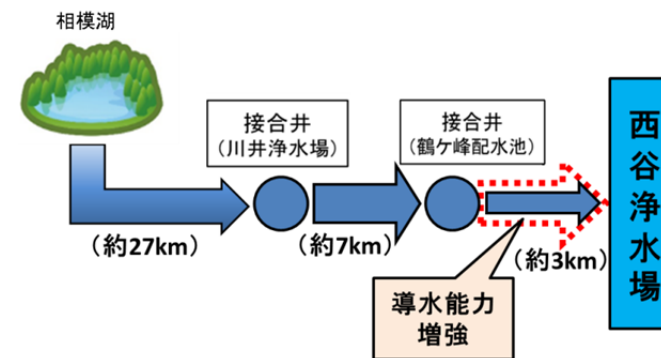 相模湖
接合井
（川井浄水場）
接合井
（鶴ケ峰配水池）
西谷浄水場
（約27km）
（約7km）
（約3km）
導水能力
増強